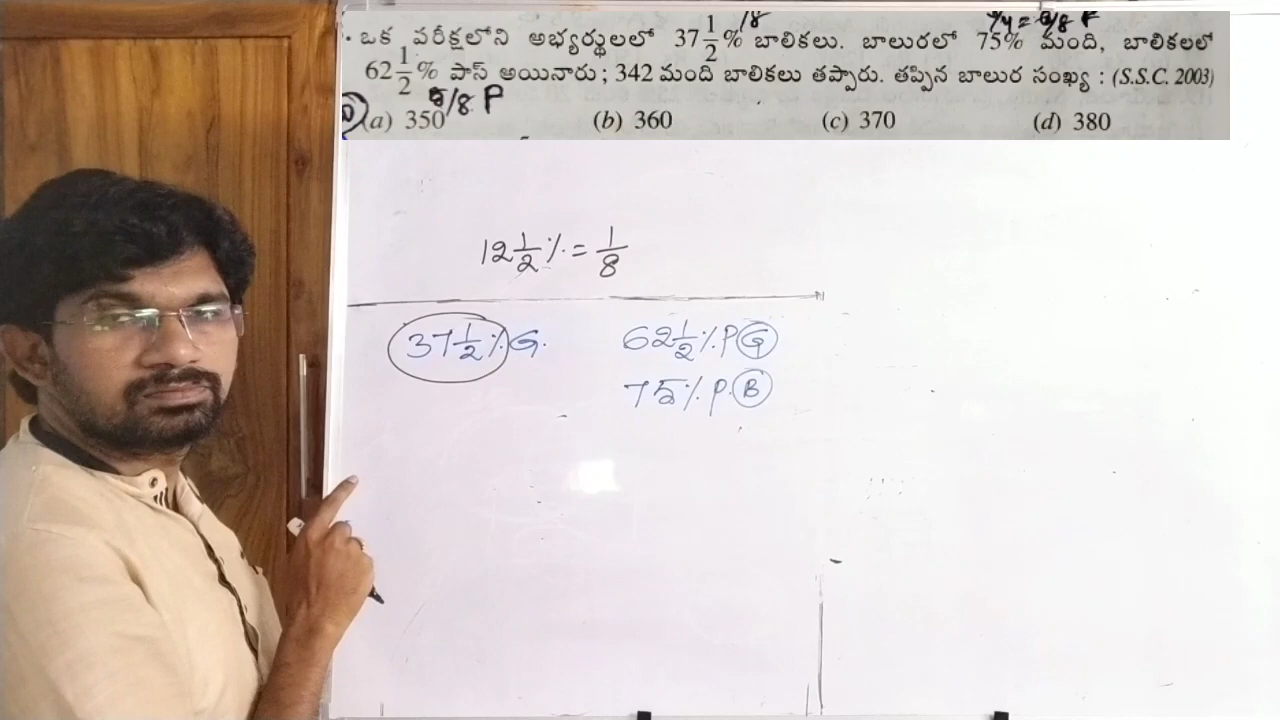 ఒక పరీక్షలోని అభ్యర్థులలో 37 1/2 % బాలికలు. బాలురలో 75% మంది, బాలికలలో
62 1/2 % పాస్ అయినారు ; 342 మంది బాలికలు తప్పారు. తప్పిన బాలుర సంఖ్య : (S.S.C. 2003)
5/8 P
(a) 350 (b) 360 (c) 370 (d) 380
12 1/2 % = 1/8
37 1/2 % G. 62 1/2 % P G
75% P. B